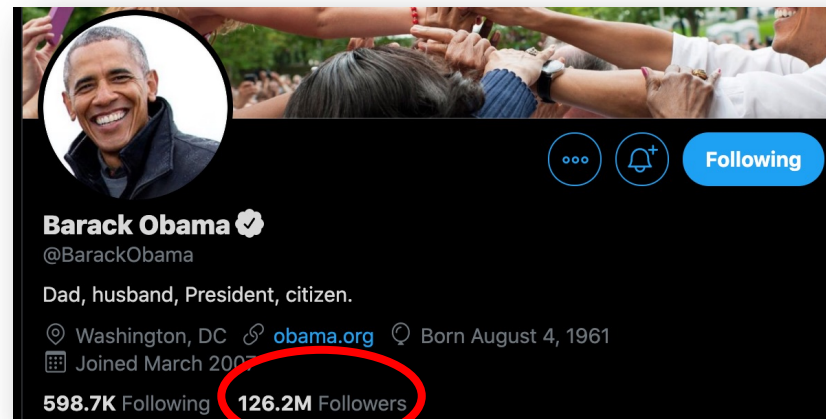 Following
Barack Obama
@BarackObama
Dad, husband, President, citizen.
Washington, DC obama.org Born August 4, 1961
Joined March 2007
598.7K Following 126.2M Followers